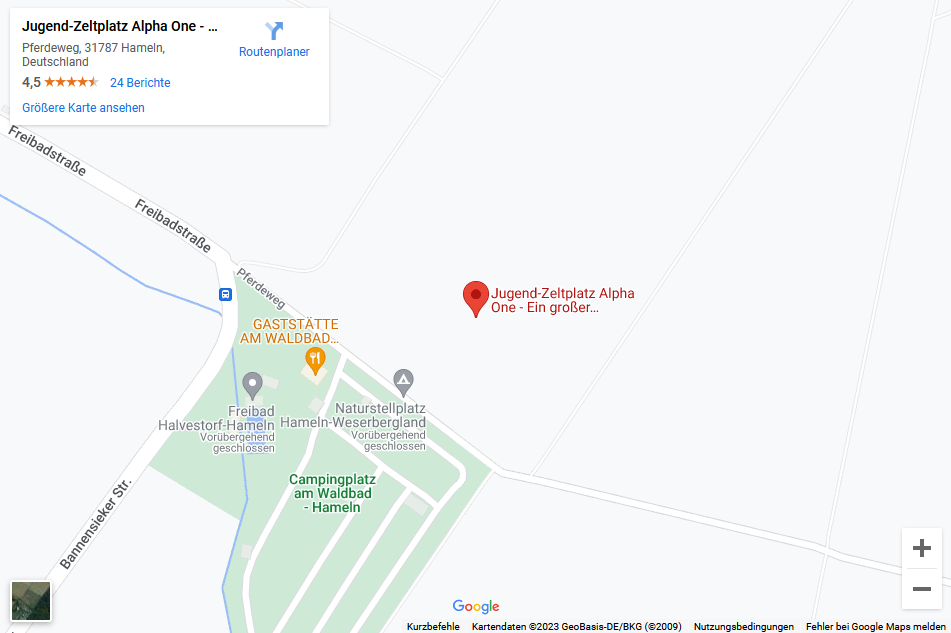 Jugend-Zeltplatz Alpha One - ...
Pferdeweg, 31787 Hameln,
Deutschland
4,5
24 Berichte
Größere Karte ansehen
Routenplaner
Freibadstraße
Freibadstraße
Pferdeweg
Jugend-Zeltplatz Alpha
One - Ein großer...
GASTSTÄTTE
AM WALDBAD...
Freibad
Halvestorf-Hameln
Vorübergehend
geschlossen
Naturstellplatz
Hameln-Weserbergland
Vorübergehend
geschlossen
Campingplatz
am Waldbad
- Hameln
Bannensieker Str.
Google
Kurzbefehle
Kartendaten ©2023 GeoBasis-DE/BKG (©2009)
Nutzungsbedingungen
Fehler bei Google Maps melden